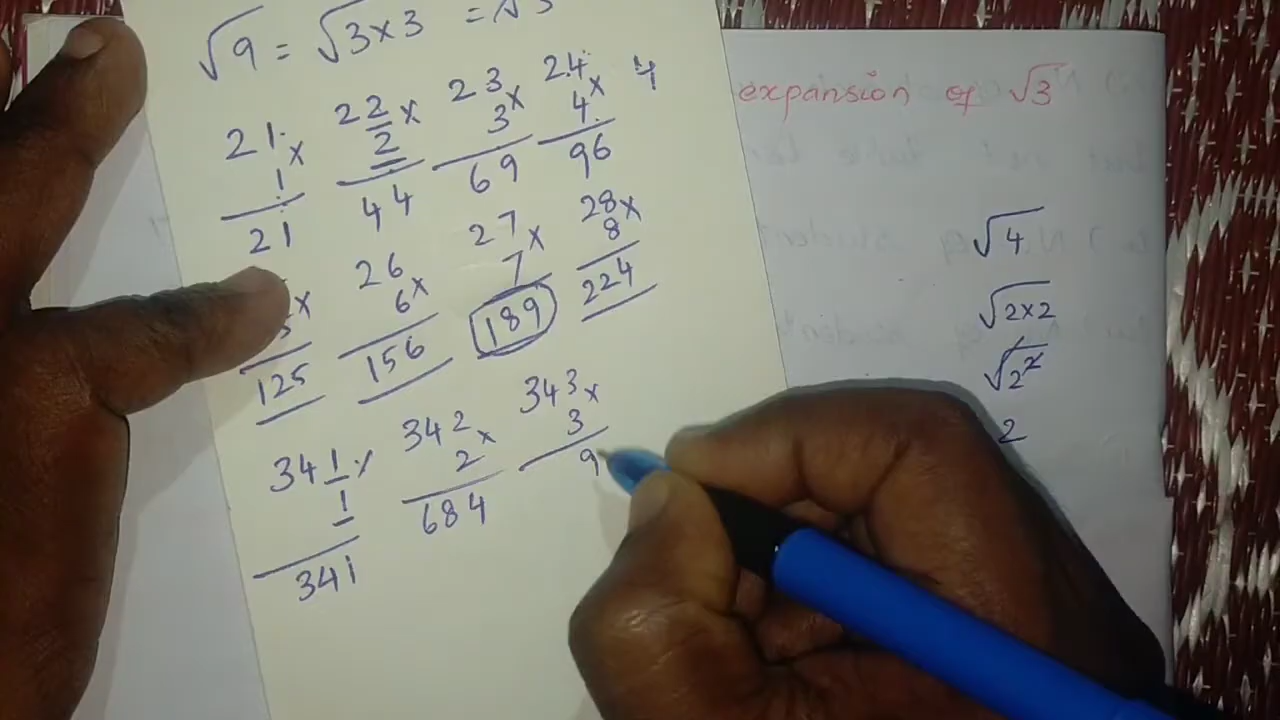 √9 = √3×3 = √3
21× 22× 23× 24× 4
1 2 3 4
21 44 69 96
× 26× 27× 28×
5 6 7 8
125 156 189 224
341× 342× 343×
1 2 3
341 684 9
expansion of √3
√4
√2×2
√2²
2